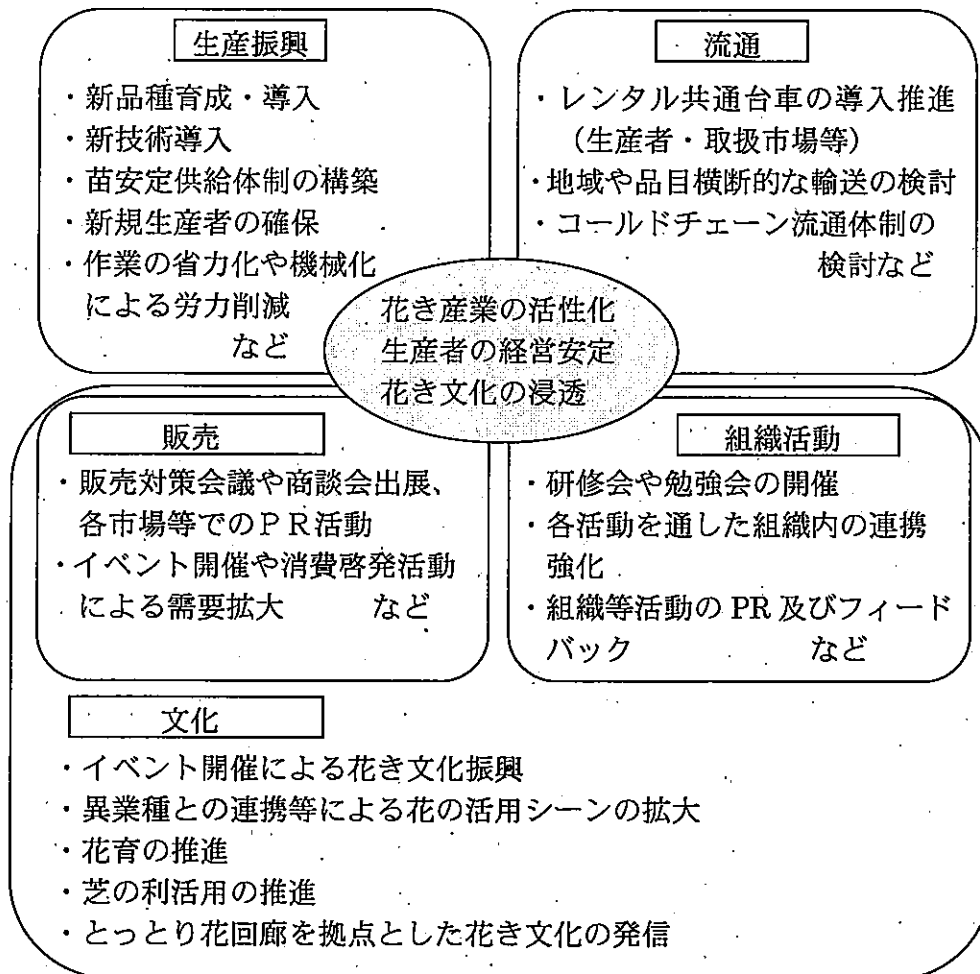 生産振興
・新品種育成・導入
・新技術導入
・苗安定供給体制の構築
・新規生産者の確保
・作業の省力化や機械化
による労力削減
など
流通
・レンタル共通台車の導入推進
（生産者・取扱市場等）
・地域や品目横断的な輸送の検討
・コールドチェーン流通体制の
検討など
花き産業の活性化
生産者の経営安定
花き文化の浸透
販売
・販売対策会議や商談会出展、
各市場等でのＰＲ活動
・イベント開催や消費啓発活動
による需要拡大　　など
組織活動
・研修会や勉強会の開催
・各活動を通した組織内の連携
強化
・組織等活動の PR 及びフィード
バック　　など
文化
・イベント開催による花き文化振興
・異業種との連携等による花の活用シーンの拡大
・花育の推進
・芝の利活用の推進
・とっとり花回廊を拠点とした花き文化の発信